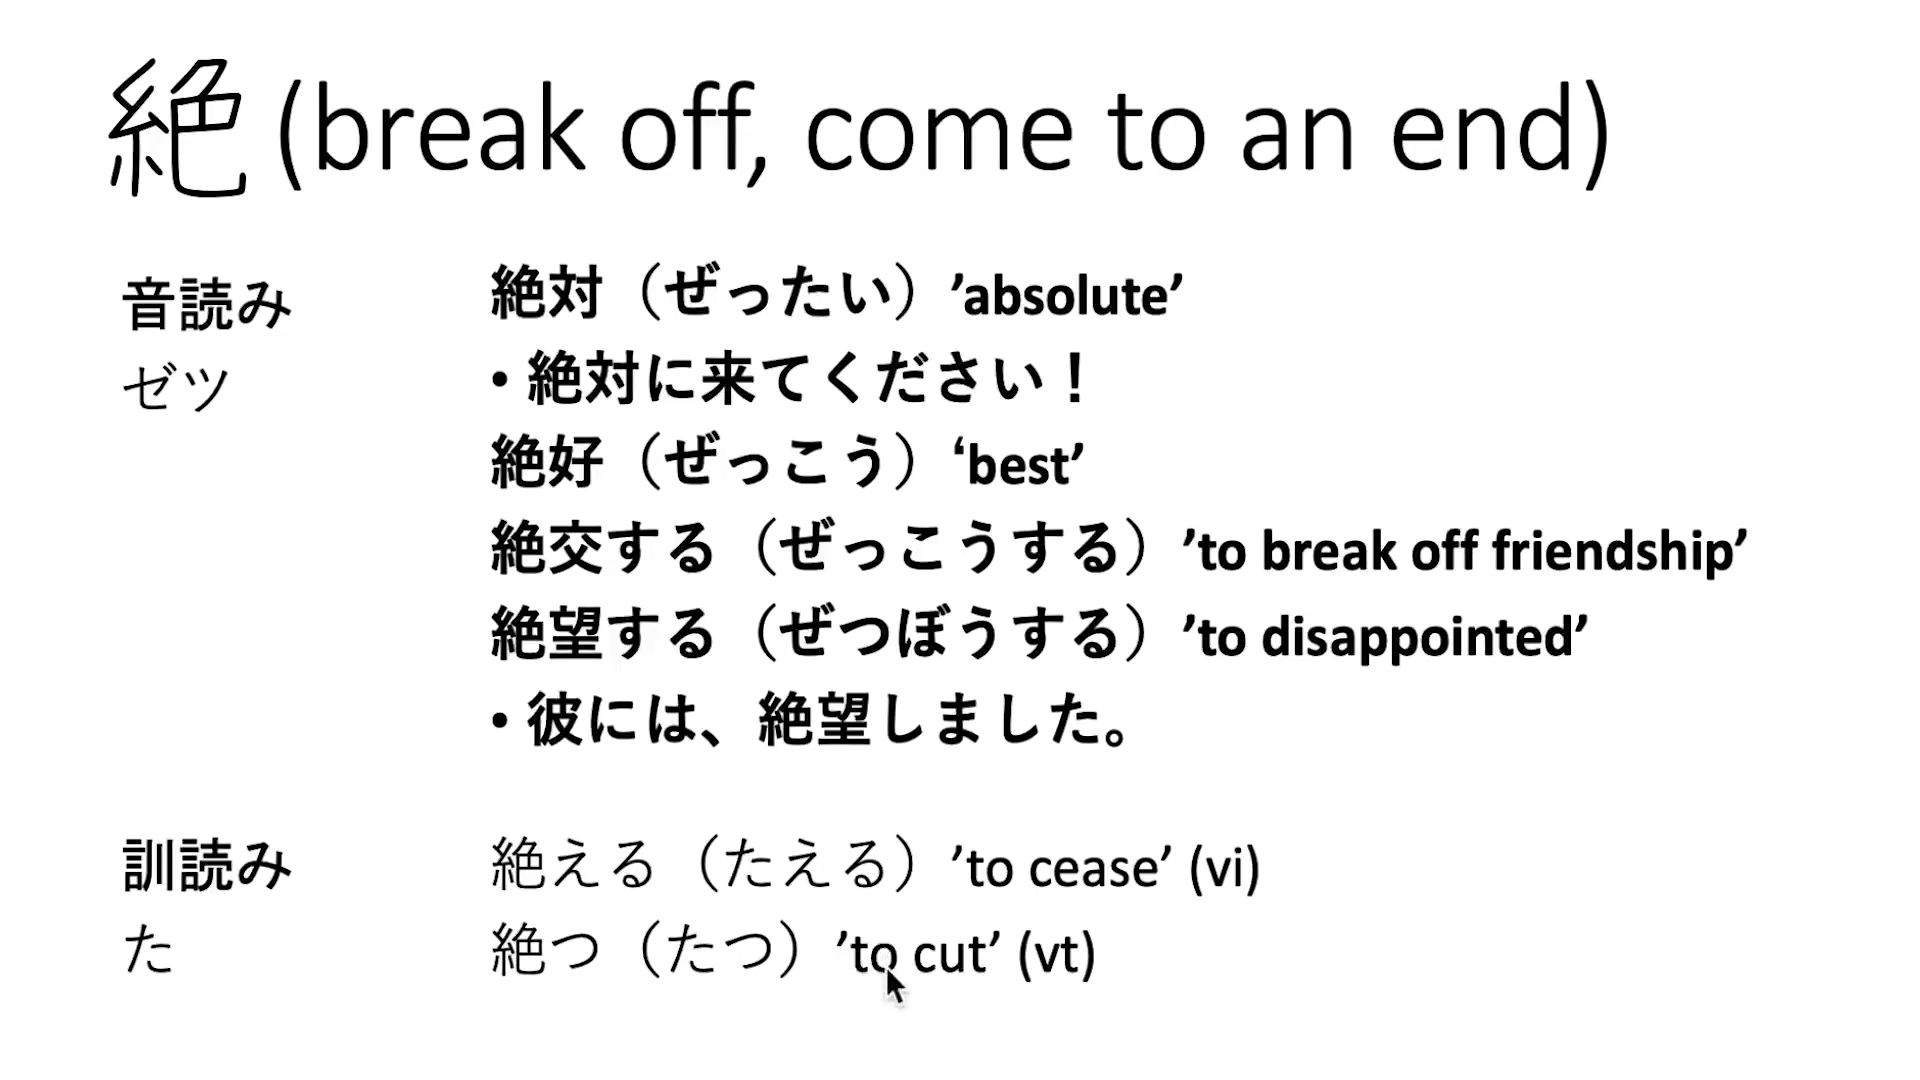 絶 (break off, come to an end)
音読み
ゼツ
絶対（ぜったい）’absolute’
• 絶対に来てください！
絶好（ぜっこう）‘best’
絶交する（ぜっこうする）’to break off friendship’
絶望する（ぜつぼうする）’to disappointed’
• 彼には、絶望しました。
訓読み
た
絶える（たえる）’to cease’ (vi)
絶つ（たつ）’to cut’ (vt)